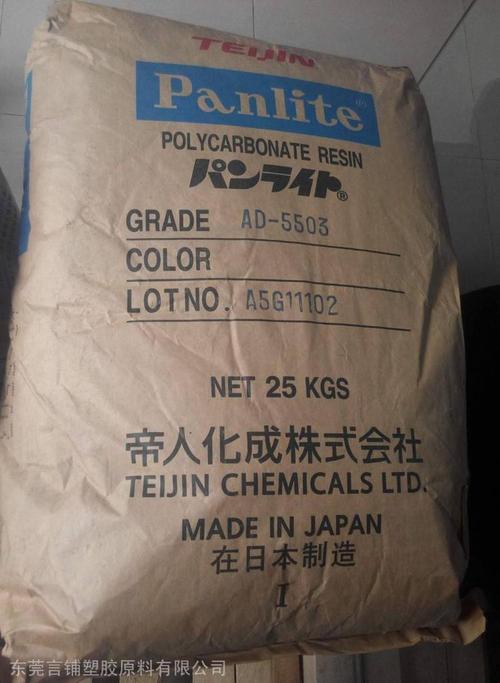 TEIJIN
Panlite®
POLYCARBONATE RESIN
パンライト®
GRADE AD-5503
COLOR
LOT NO. A5G11102
NET 25 KGS
帝人化成株式会社
TEIJIN CHEMICALS LTD.
MADE IN JAPAN
在日本制造
I
东莞言铺塑胶原料有限公司